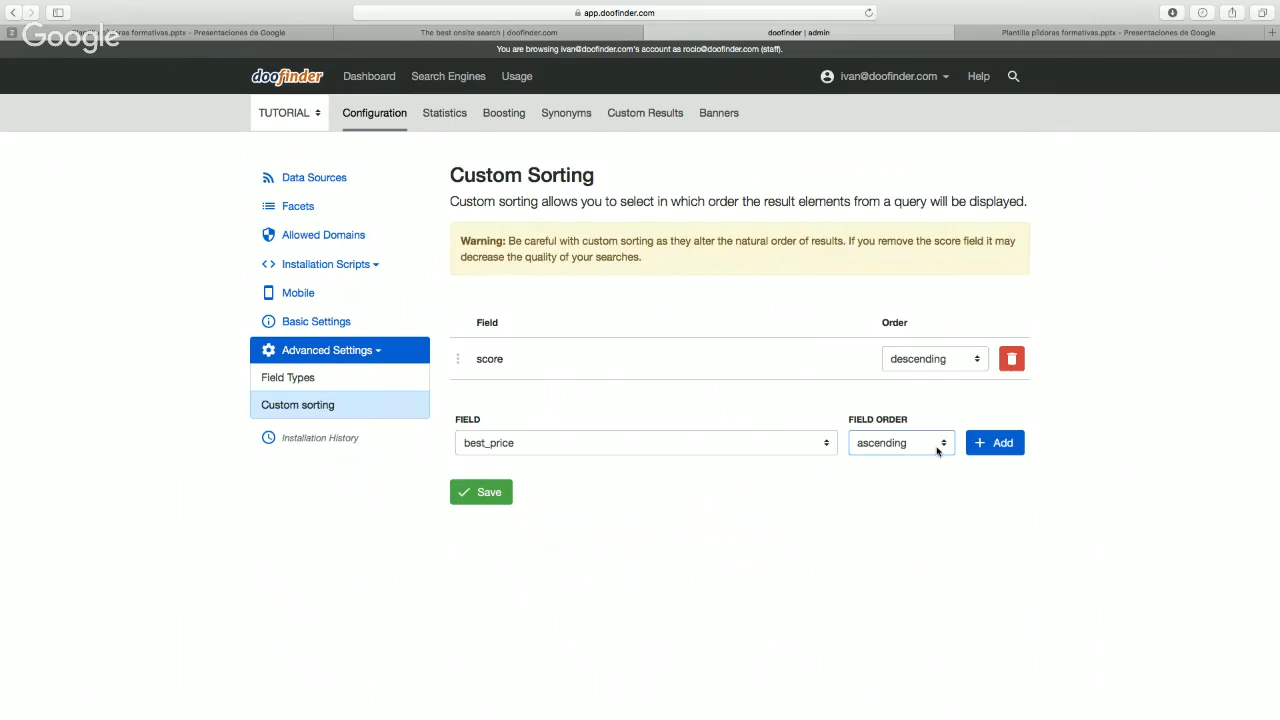 app.doofinder.com
Google
Plantilla píldoras formativas.pptx - Presentaciones de Google
The best onsite search | doofinder.com
doofinder | admin
Plantilla píldoras formativas.pptx - Presentaciones de Google
You are browsing ivan@doofinder.com's account as rocio@doofinder.com (staff).
doofinder
Dashboard
Search Engines
Usage
ivan@doofinder.com
Help
TUTORIAL
Configuration
Statistics
Boosting
Synonyms
Custom Results
Banners
Data Sources
Facets
Allowed Domains
Installation Scripts
Mobile
Basic Settings
Advanced Settings
Field Types
Custom sorting
Installation History
Custom Sorting
Custom sorting allows you to select in which order the result elements from a query will be displayed.
Warning: Be careful with custom sorting as they alter the natural order of results. If you remove the score field it may
decrease the quality of your searches.
Field
Order
score
descending
FIELD
FIELD ORDER
best_price
ascending
+ Add
Save